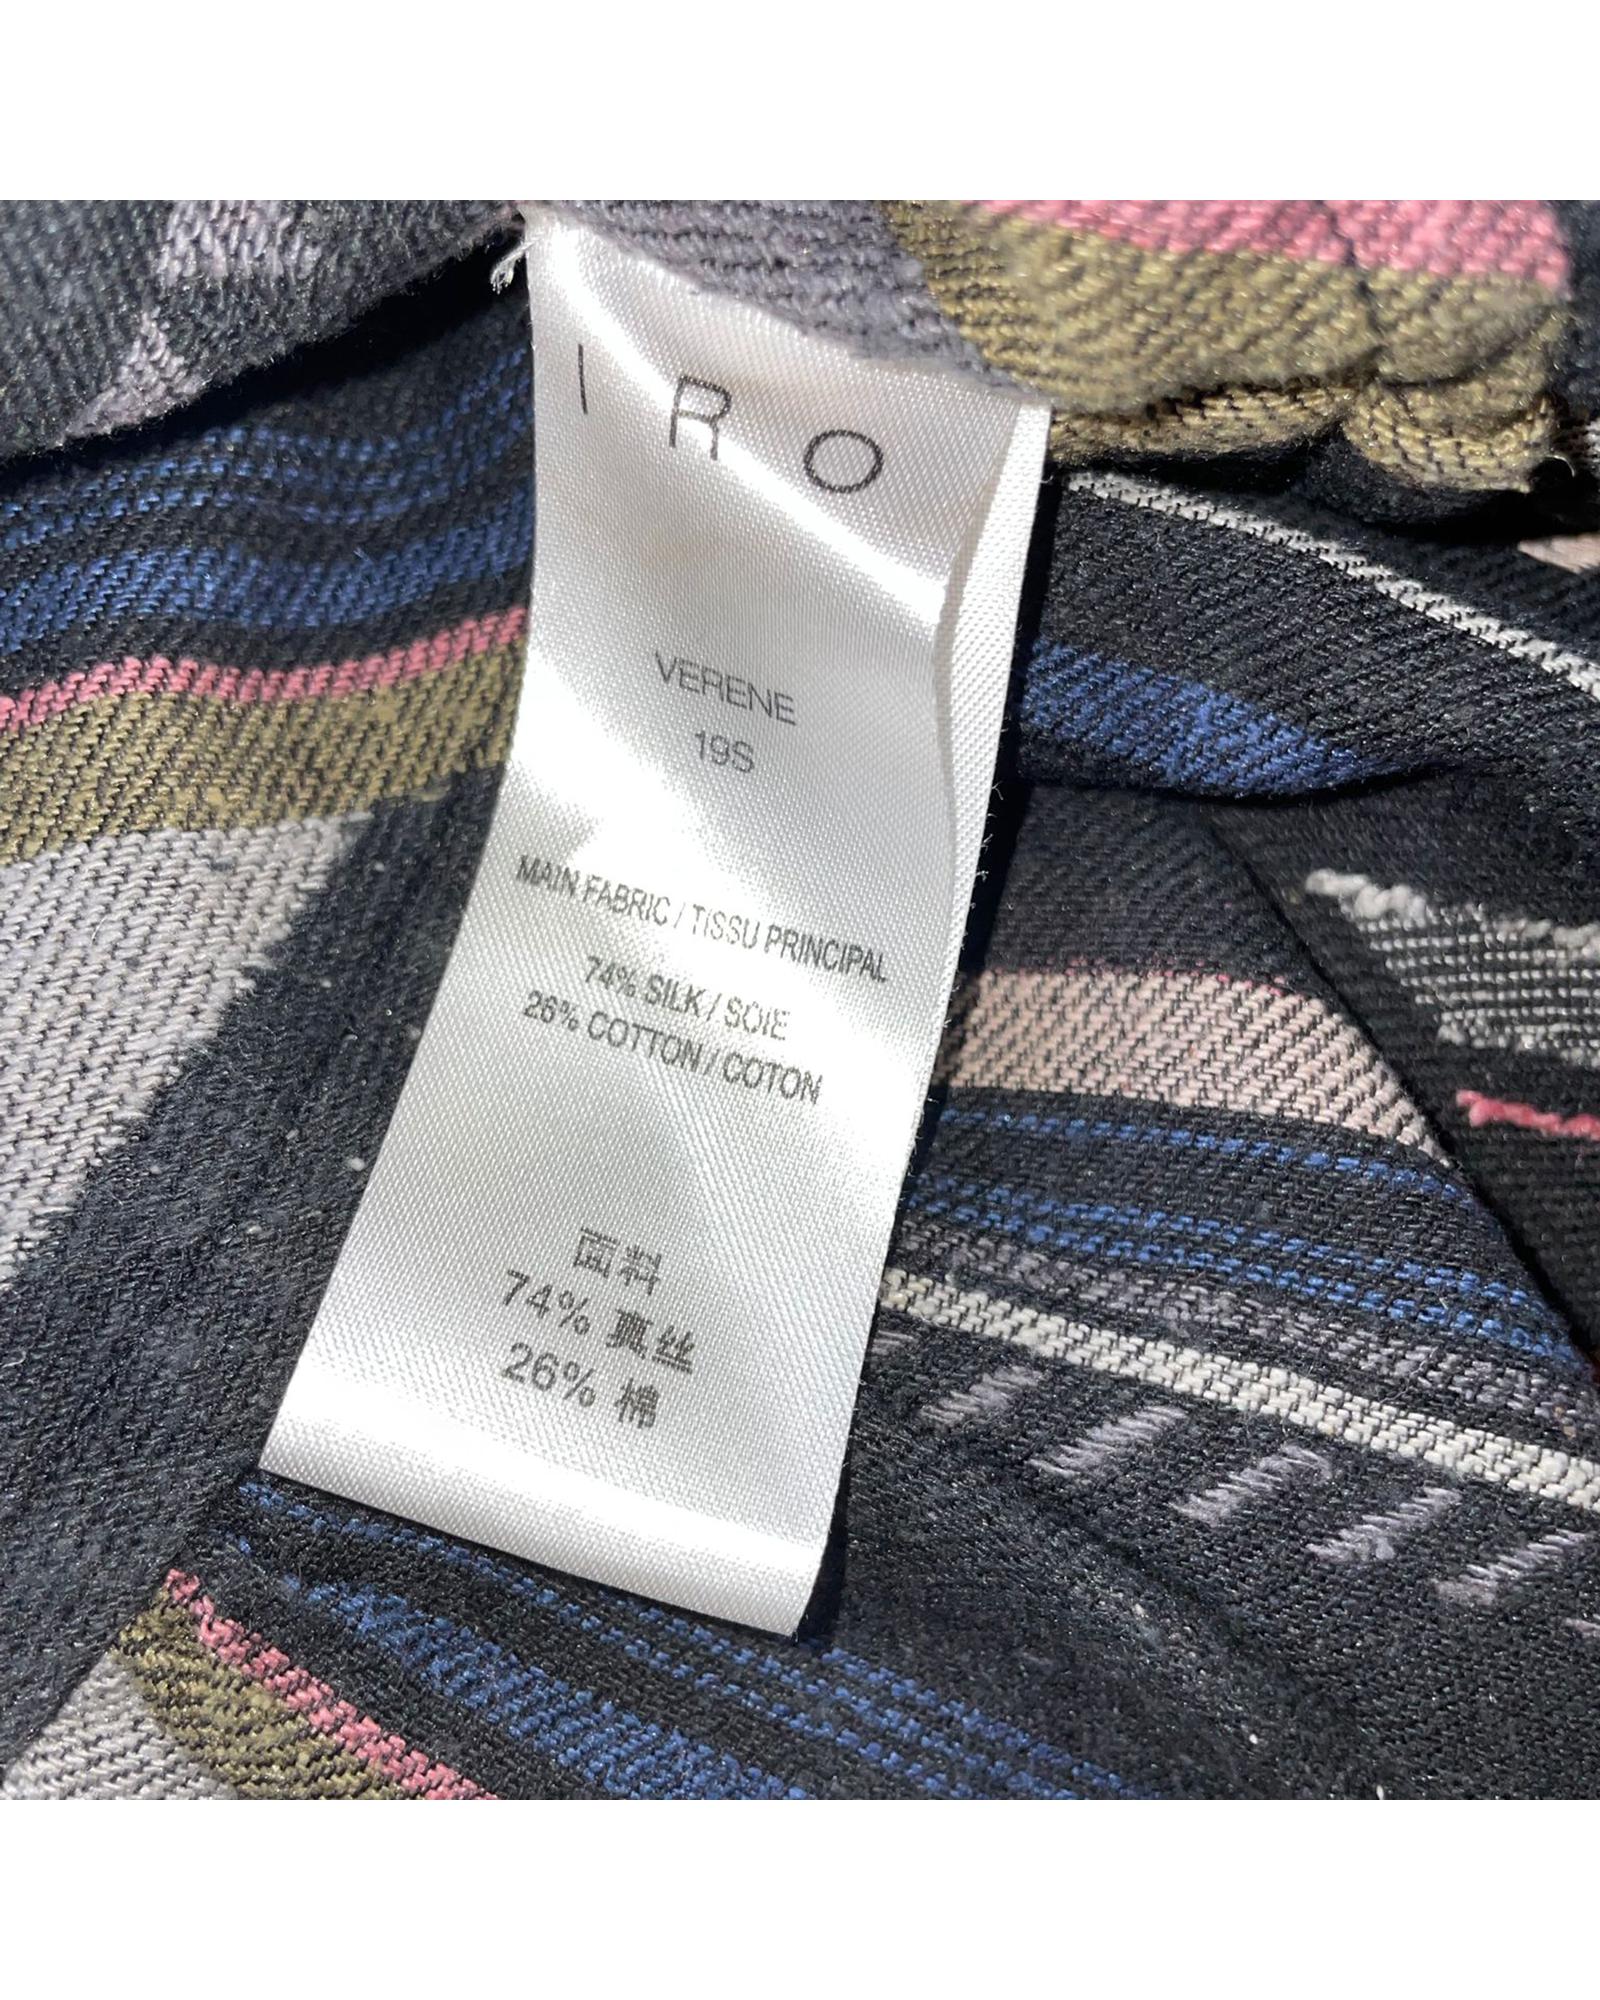 IRO
VERENE
19S
MAIN FABRIC / TISSU PRINCIPAL
74% SILK / SOIE
26% COTTON / COTON
面料
74% 真丝
26% 棉